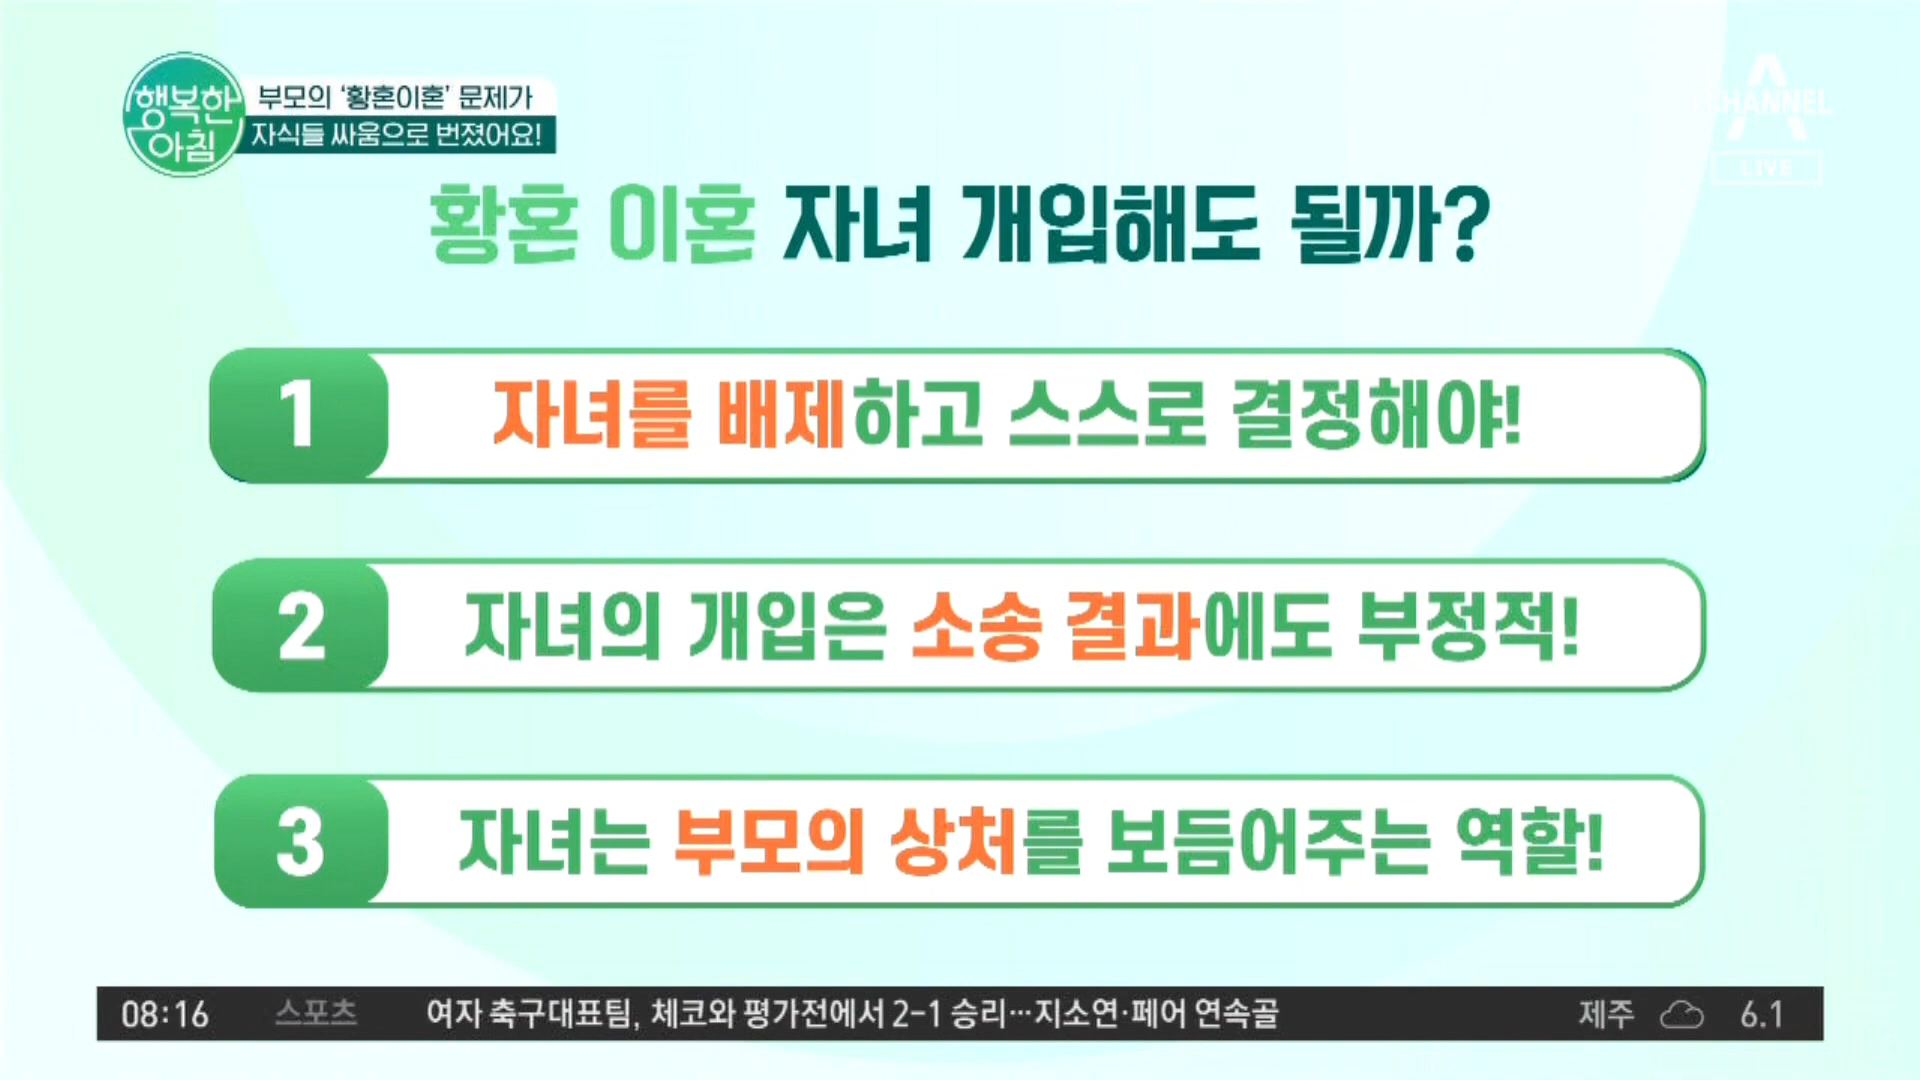 행복한
아침
부모의 '황혼이혼' 문제가
자식들 싸움으로 번졌어요!
CHANNEL
A
LIVE
황혼 이혼 자녀 개입해도 될까?
1 자녀를 배제하고 스스로 결정해야!
2 자녀의 개입은 소송 결과에도 부정적!
3 자녀는 부모의 상처를 보듬어주는 역할!
08:16 스포츠 여자 축구대표팀, 체코와 평가전에서 2-1 승리…지소연·페어 연속골 제주 6.1